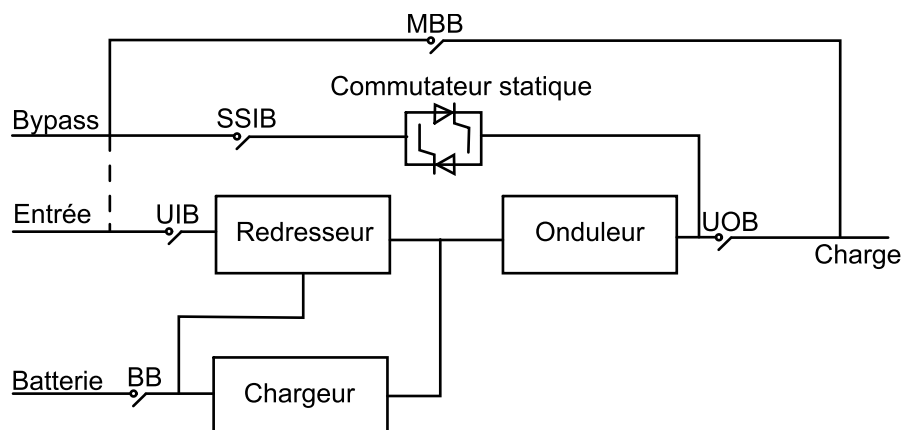 MBB
Commutateur statique
Bypass
SSIB
Entrée
UIB
Redresseur
Onduleur
UOB
Charge
Batterie
BB
Chargeur